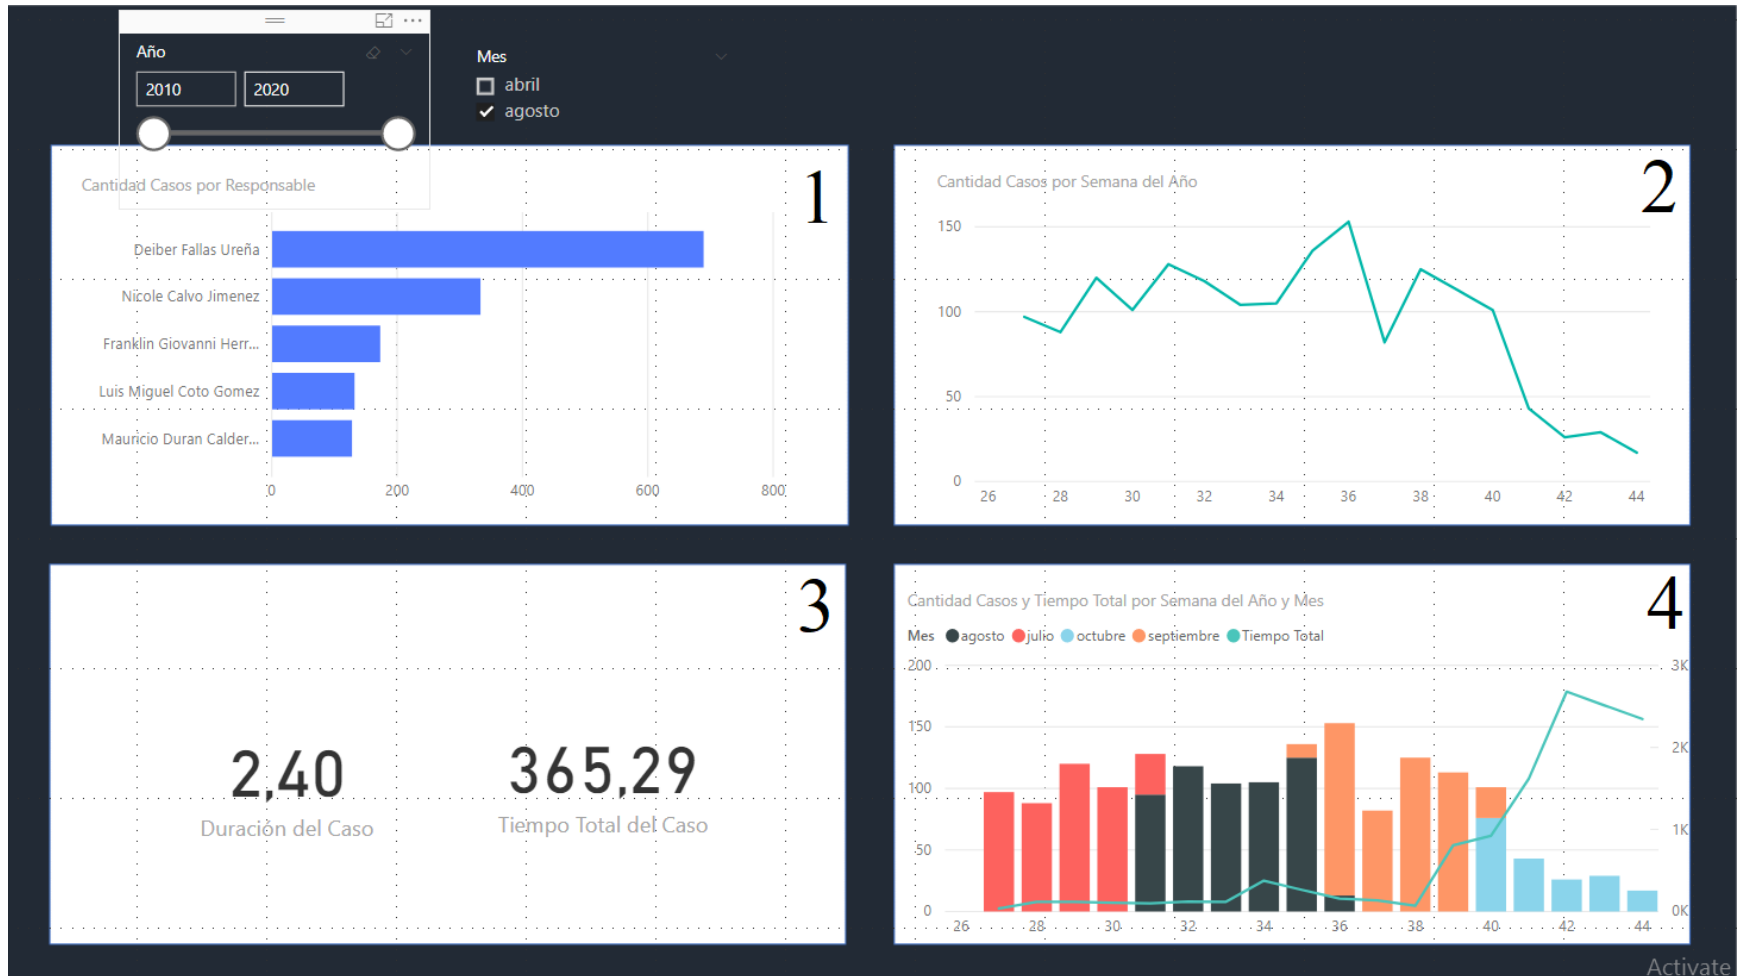 Año
2010 2020
Mes
abril
agosto
Cantidad Casos por Responsable
1
Deiber Fallas Ureña
Nicole Calvo Jimenez
Franklin Giovanni Herr...
Luis Miguel Coto Gomez
Mauricio Duran Calder...
0 200 400 600 800
Cantidad Casos por Semana del Año
2
150
100
50
0
26 28 30 32 34 36 38 40 42 44
3
2,40
Duración del Caso
365,29
Tiempo Total del Caso
Cantidad Casos y Tiempo Total por Semana del Año y Mes
4
Mes agosto julio octubre septiembre Tiempo Total
200 3K
150
2K
100
1K
50
0 0K
26 28 30 32 34 36 38 40 42 44
Activate